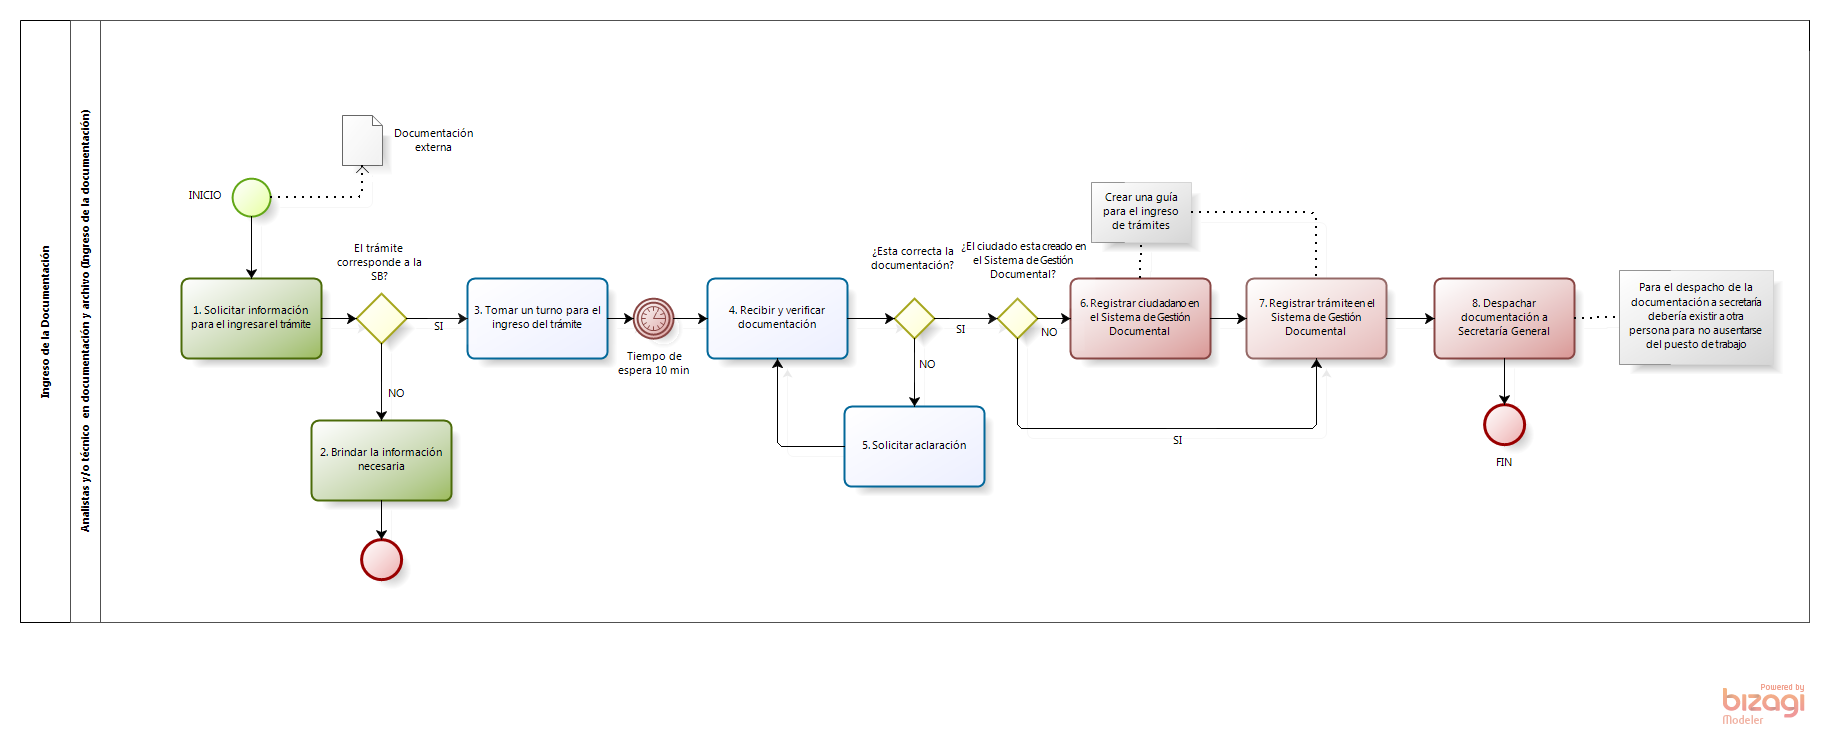 Ingreso de la Documentación
Analistas y/o técnico en documentación y archivo (Ingreso de la documentación)
Documentación
externa
INICIO
1. Solicitar información
para el ingresar el trámite
El trámite
corresponde a la
SB?
SI
NO
2. Brindar la información
necesaria
3. Tomar un turno para el
ingreso del trámite
Tiempo de
espera 10 min
4. Recibir y verificar
documentación
¿Esta correcta la
documentación?
SI
NO
5. Solicitar aclaración
¿El ciudado esta creado en
el Sistema de Gestión
Documental?
NO
SI
Crear una guía
para el ingreso
de trámites
6. Registrar ciudadano en
el Sistema de Gestión
Documental
7. Registrar trámite en el
Sistema de Gestión
Documental
8. Despachar
documentación a
Secretaría General
Para el despacho de la
documentación a secretaría
debería existir a otra
persona para no ausentarse
del puesto de trabajo
FIN
Powered by
bizagi
Modeler